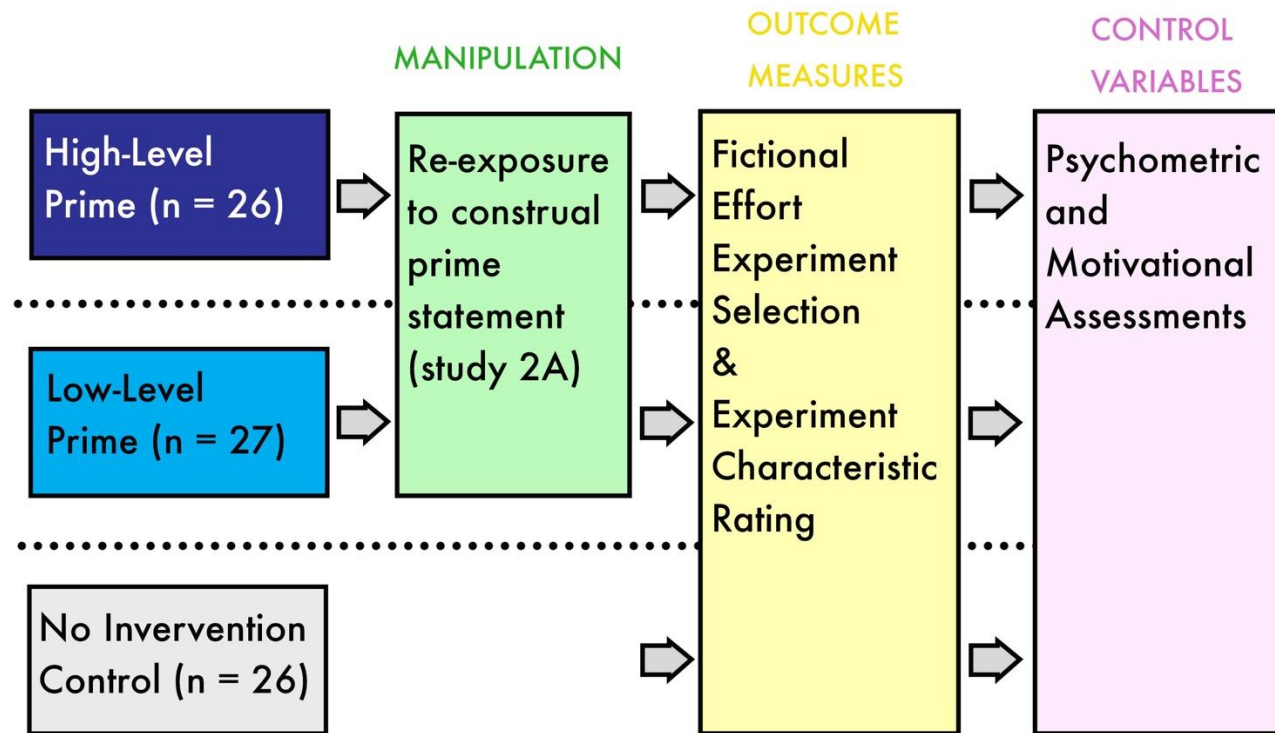 MANIPULATION
OUTCOME
MEASURES
CONTROL
VARIABLES
High-Level
Prime (n = 26)
Low-Level
Prime (n = 27)
No Invervention
Control (n = 26)
Re-exposure
to construal
prime
statement
(study 2A)
Fictional
Effort
Experiment
Selection
&
Experiment
Characteristic
Rating
Psychometric
and
Motivational
Assessments